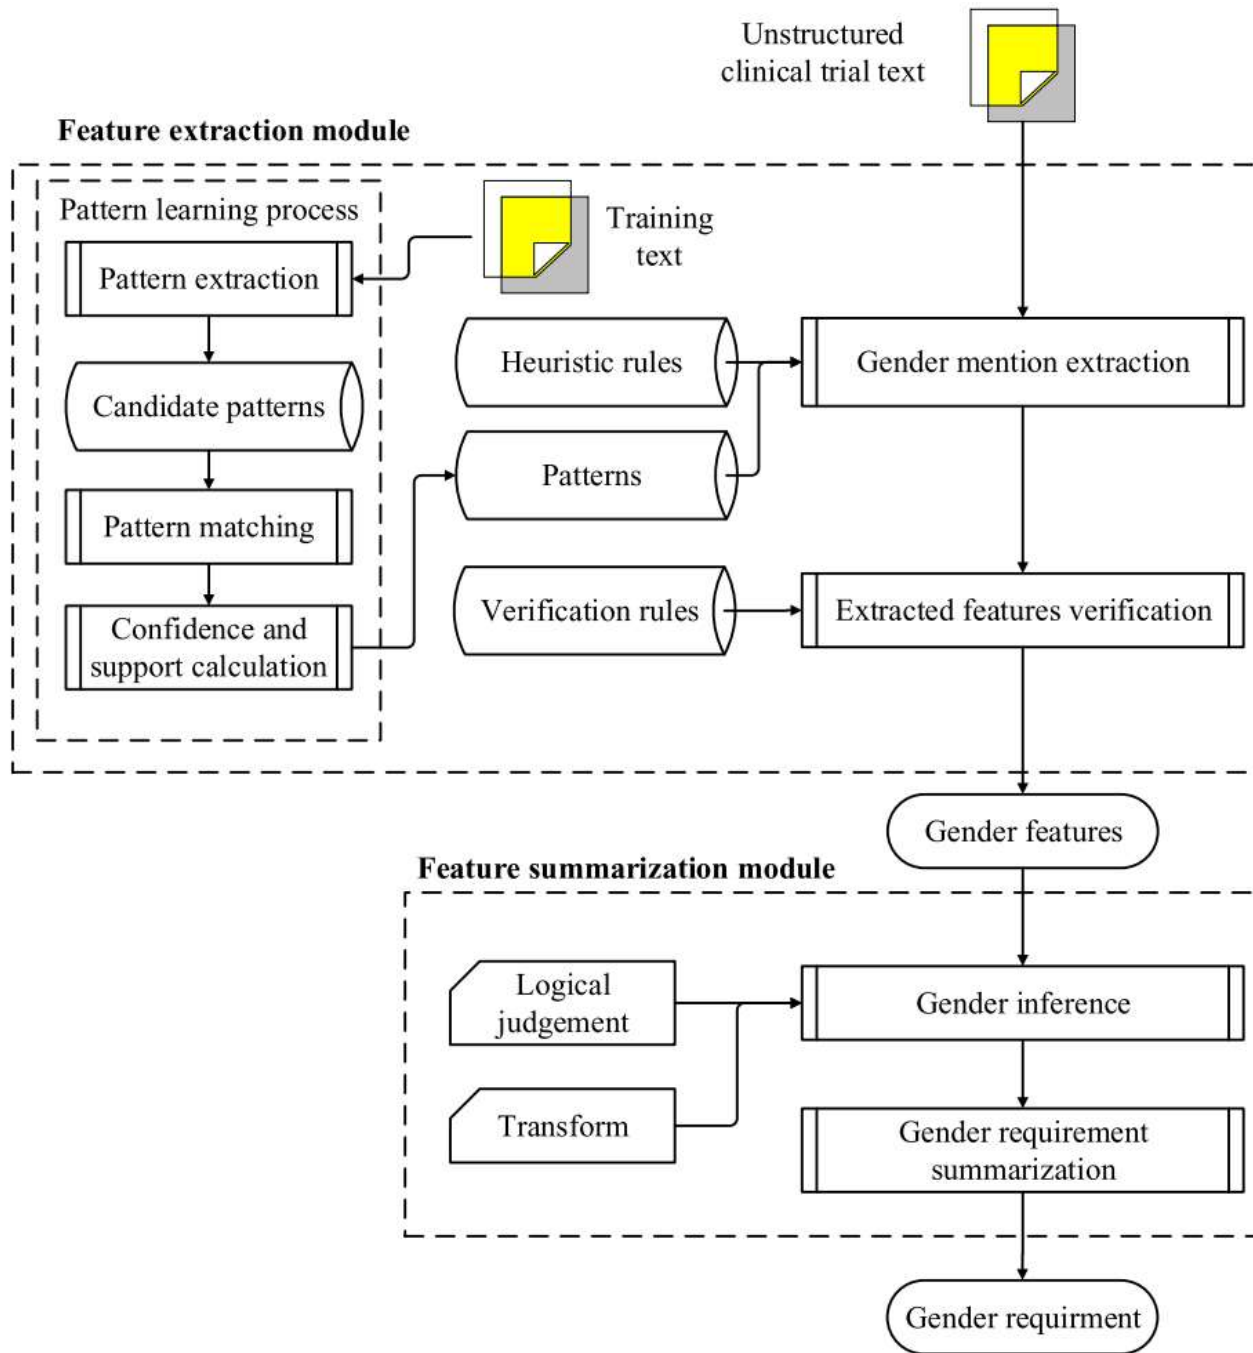 Unstructured
clinical trial text
Feature extraction module
Pattern learning process
Pattern extraction
Candidate patterns
Pattern matching
Confidence and
support calculation
Training
text
Heuristic rules
Patterns
Verification rules
Gender mention extraction
Extracted features verification
Gender features
Feature summarization module
Logical
judgement
Transform
Gender inference
Gender requirement
summarization
Gender requirment